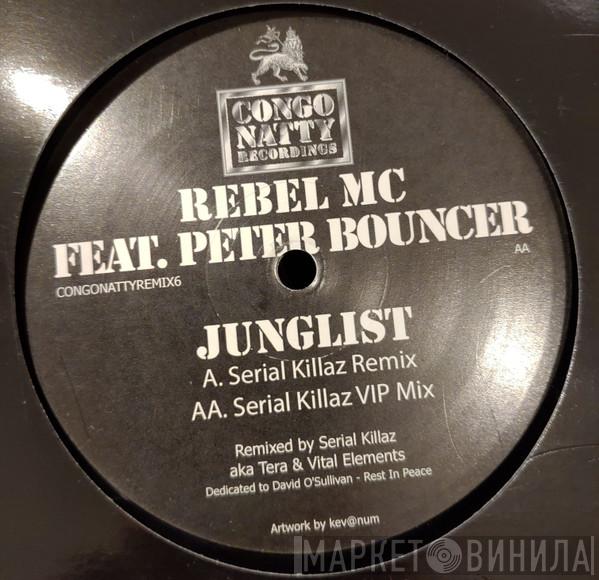 CONGO
NATTY
RECORDINGS
REBEL MC
FEAT. PETER BOUNCER
CONGONATTYREMIX6
AA
JUNGLIST
A. Serial Killaz Remix
AA. Serial Killaz VIP Mix
Remixed by Serial Killaz
aka Tera & Vital Elements
Dedicated to David O'Sullivan - Rest In Peace
Artwork by kev@num
МАРКЕТ ВИНИЛА